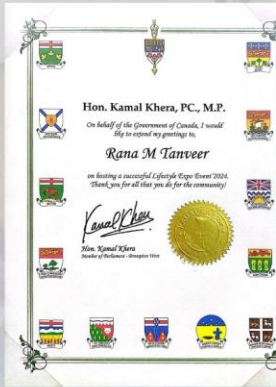 Hon. Kamal Khera, PC., M.P.
On behalf of the Government of Canada, I would
like to extend my greetings to,
Rana M Tanveer
on hosting a successful Lifestyle Expo Event 2024.
Thank you for all that you do for the community!
Kamal Khera
Hon. Kamal Khera
Member of Parliament - Brampton West